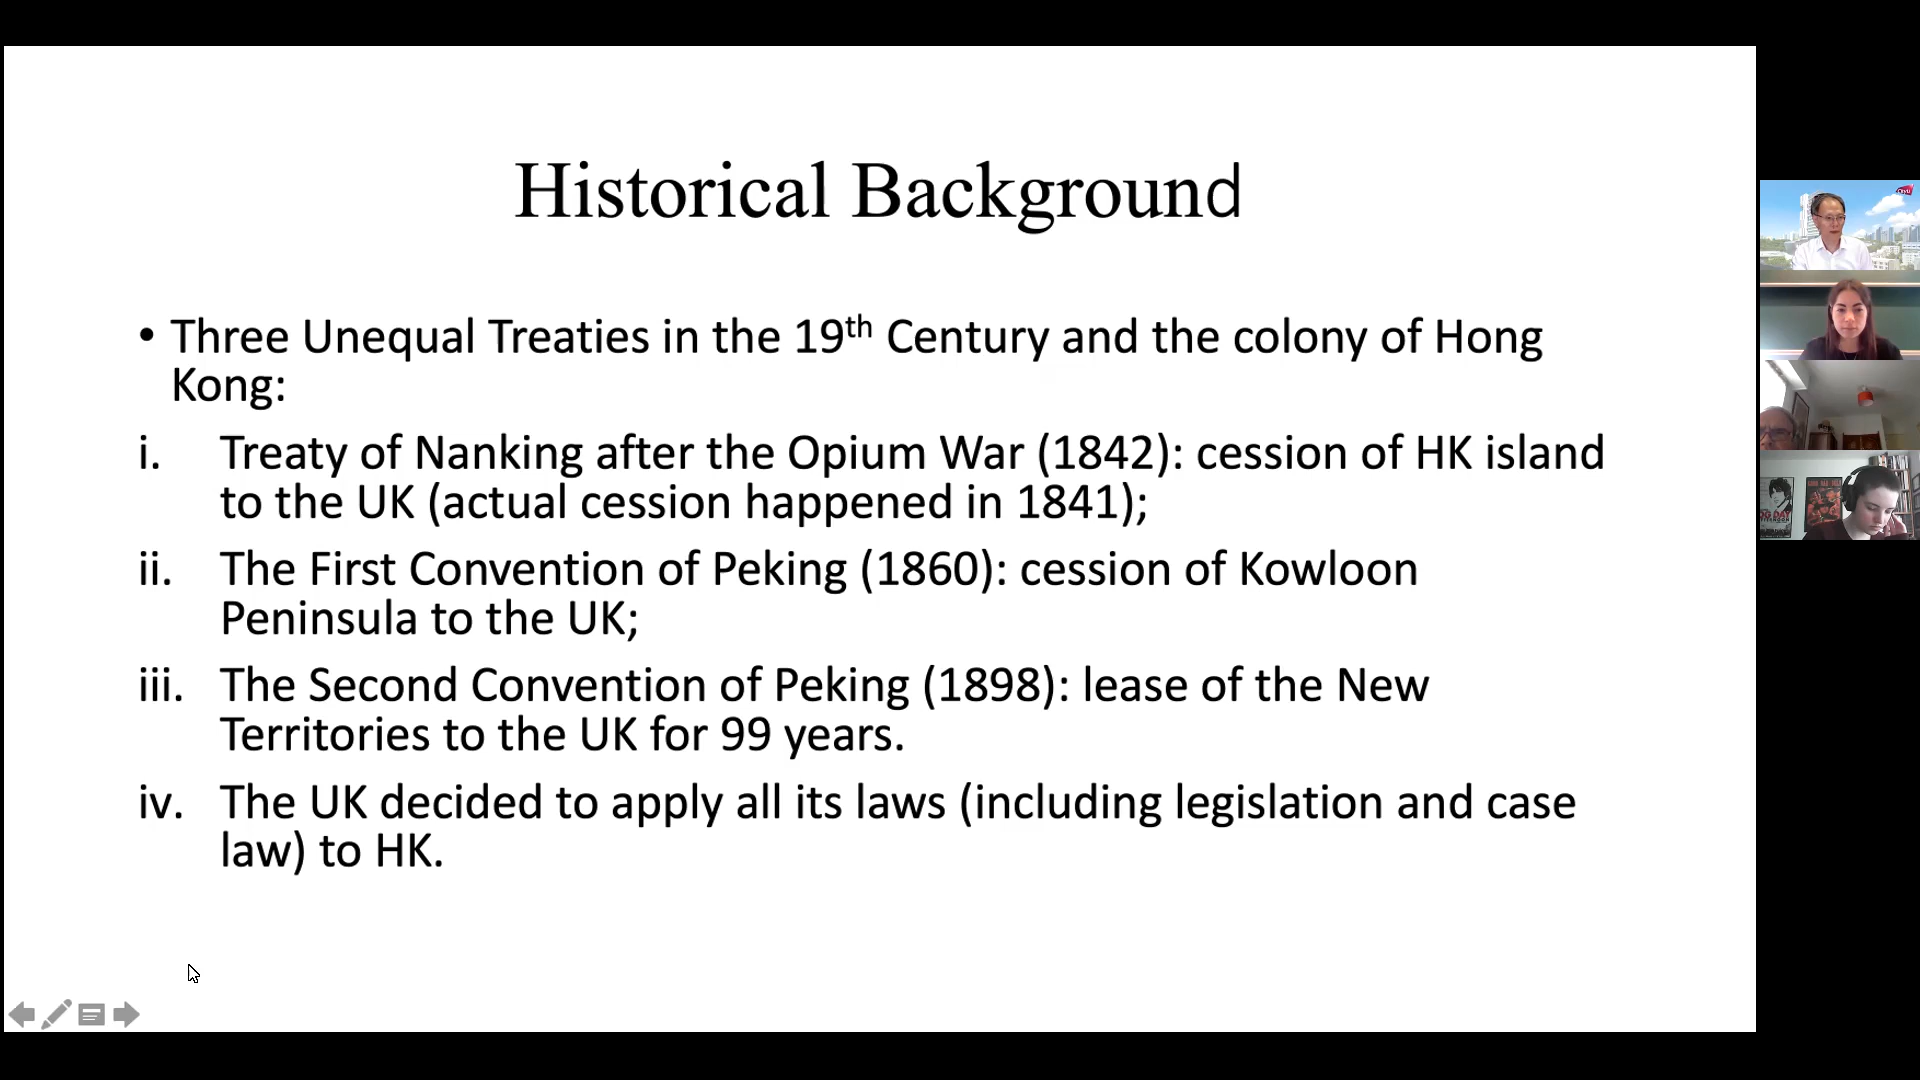 Historical Background
• Three Unequal Treaties in the 19th Century and the colony of Hong
Kong:
i. Treaty of Nanking after the Opium War (1842): cession of HK island
to the UK (actual cession happened in 1841);
ii. The First Convention of Peking (1860): cession of Kowloon
Peninsula to the UK;
iii. The Second Convention of Peking (1898): lease of the New
Territories to the UK for 99 years.
iv. The UK decided to apply all its laws (including legislation and case
law) to HK.